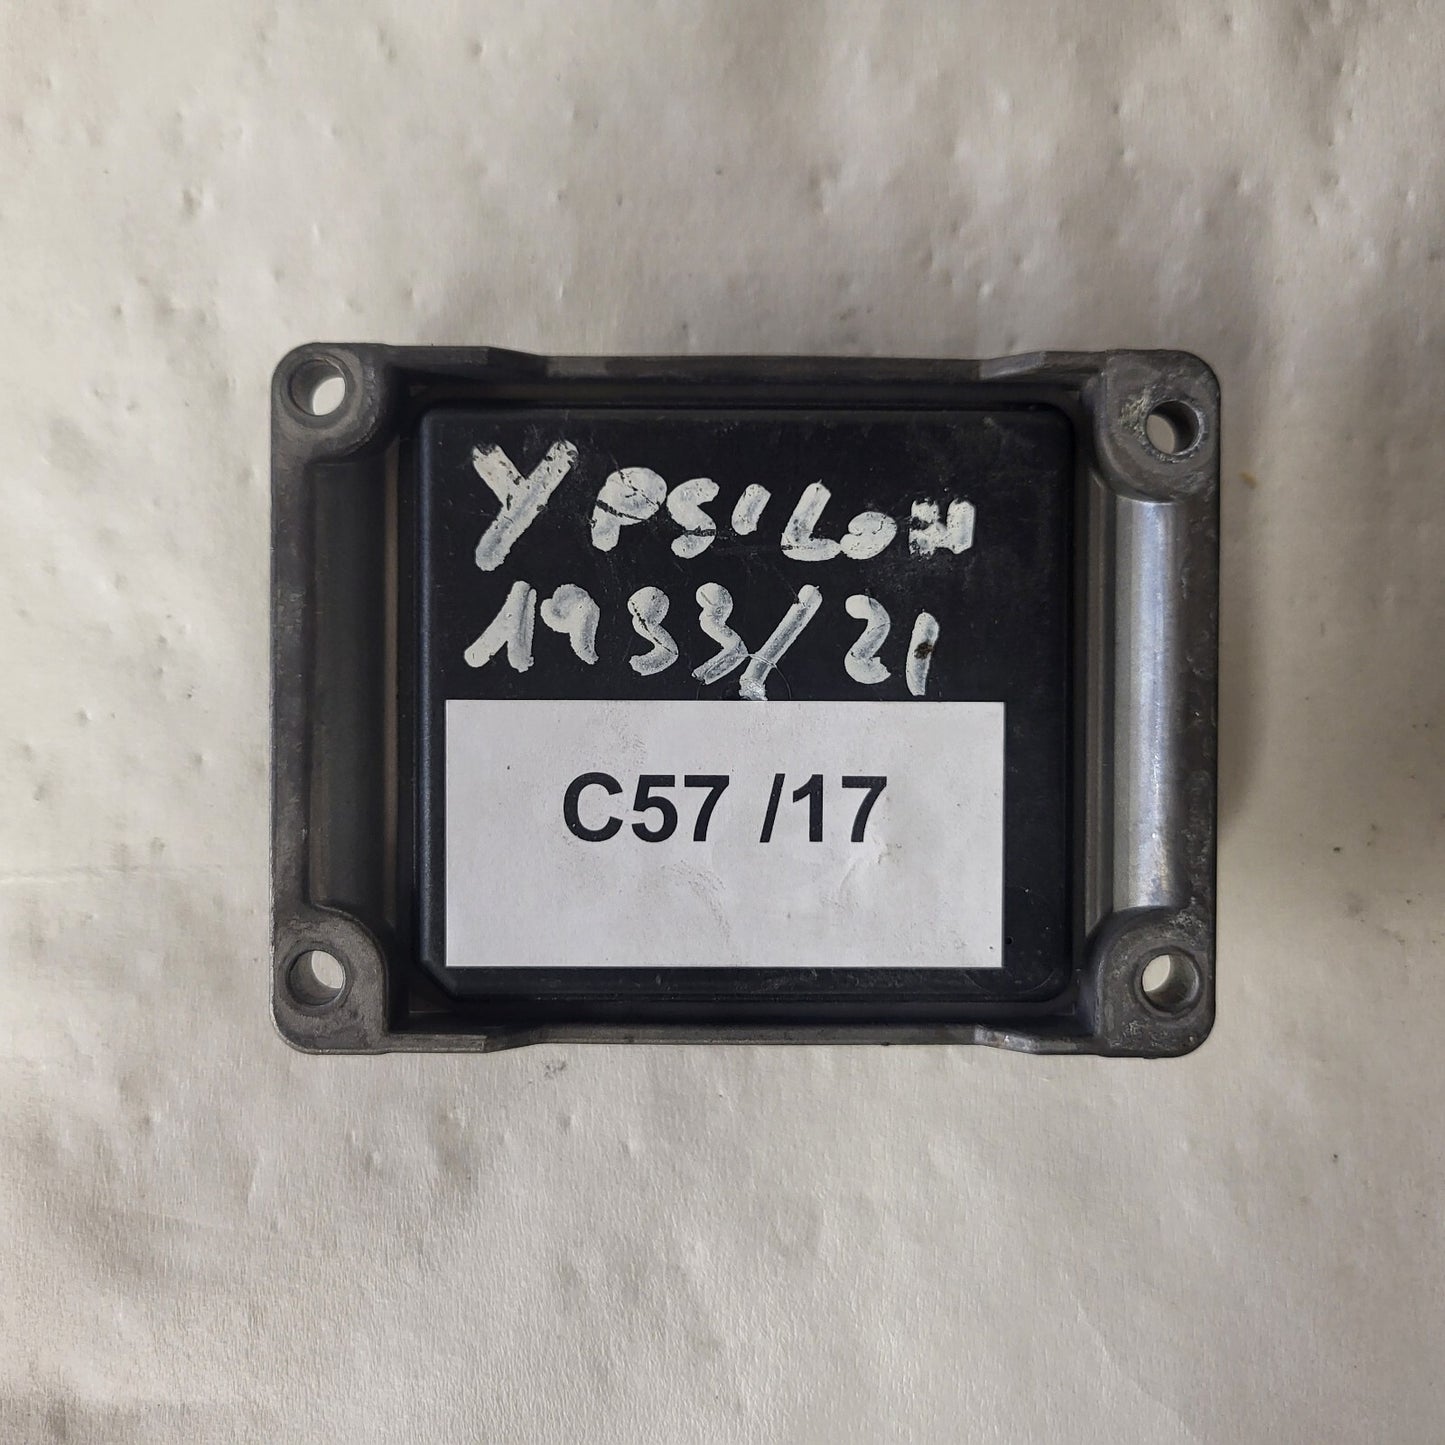 YPSILON
1933/21
C57 /17